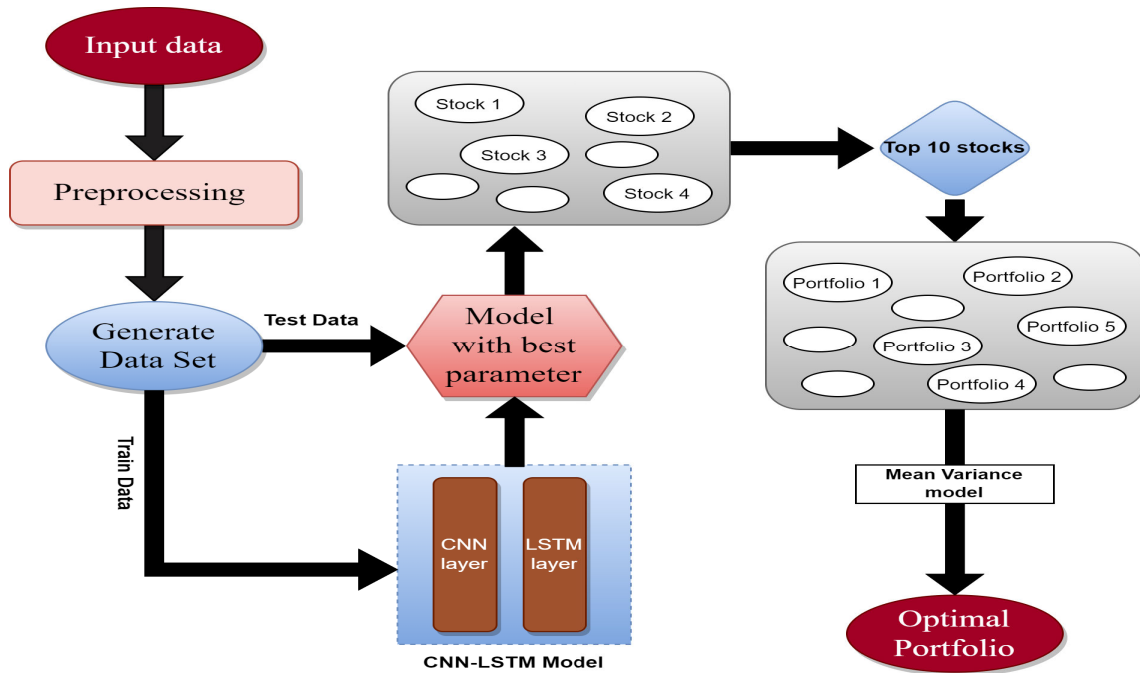 Input data
Preprocessing
Generate
Data Set
Test Data
Train Data
CNN
layer
LSTM
layer
CNN-LSTM Model
Model
with best
parameter
Stock 1
Stock 2
Stock 3
Stock 4
Top 10 stocks
Portfolio 1
Portfolio 2
Portfolio 5
Portfolio 3
Portfolio 4
Mean Variance
model
Optimal
Portfolio